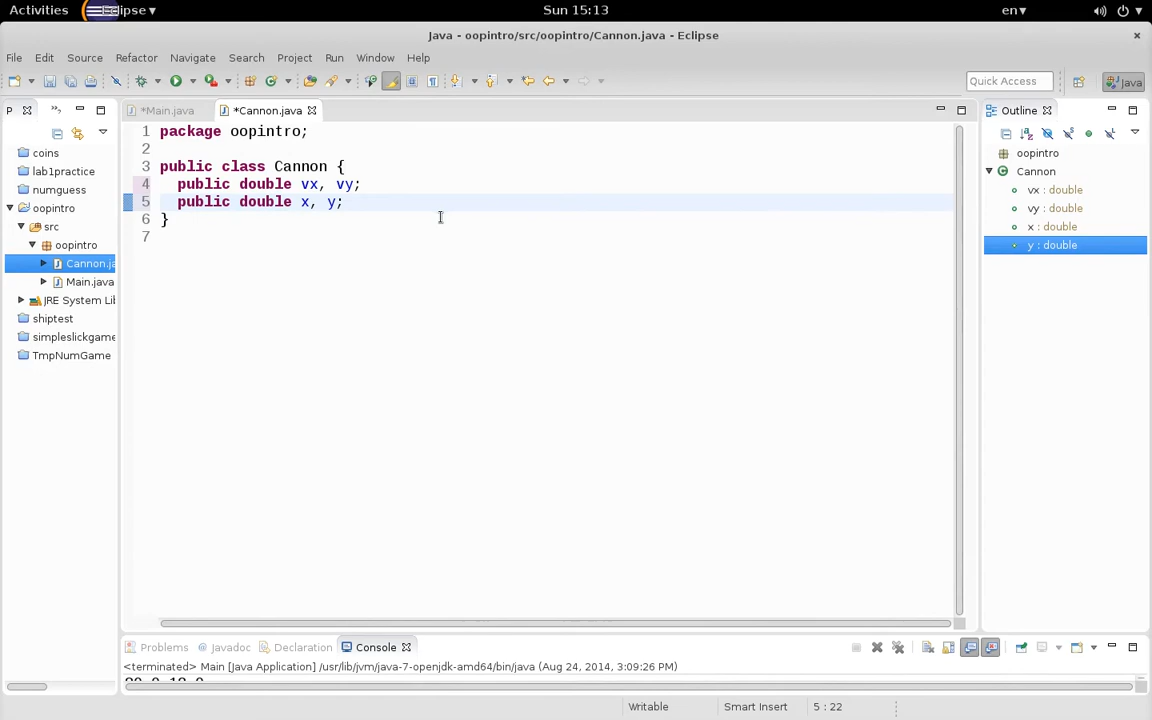 Activities Eclipse Sun 15:13 en
Java - oopintro/src/oopintro/Cannon.java - Eclipse
File Edit Source Refactor Navigate Search Project Run Window Help
Quick Access Java
P *Main.java *Cannon.java Outline
1 package oopintro;
2
3 public class Cannon {
4 public double vx, vy;
5 public double x, y;
6 }
7
coins
lab1practice
numguess
oopintro
src
oopintro
Cannon.ja
Main.java
JRE System Lib
shiptest
simpleslickgame
TmpNumGame
oopintro
Cannon
vx : double
vy : double
x : double
y : double
Problems Javadoc Declaration Console
<terminated> Main [Java Application] /usr/lib/jvm/java-7-openjdk-amd64/bin/java (Aug 24, 2014, 3:09:26 PM)
Writable Smart Insert 5 : 22